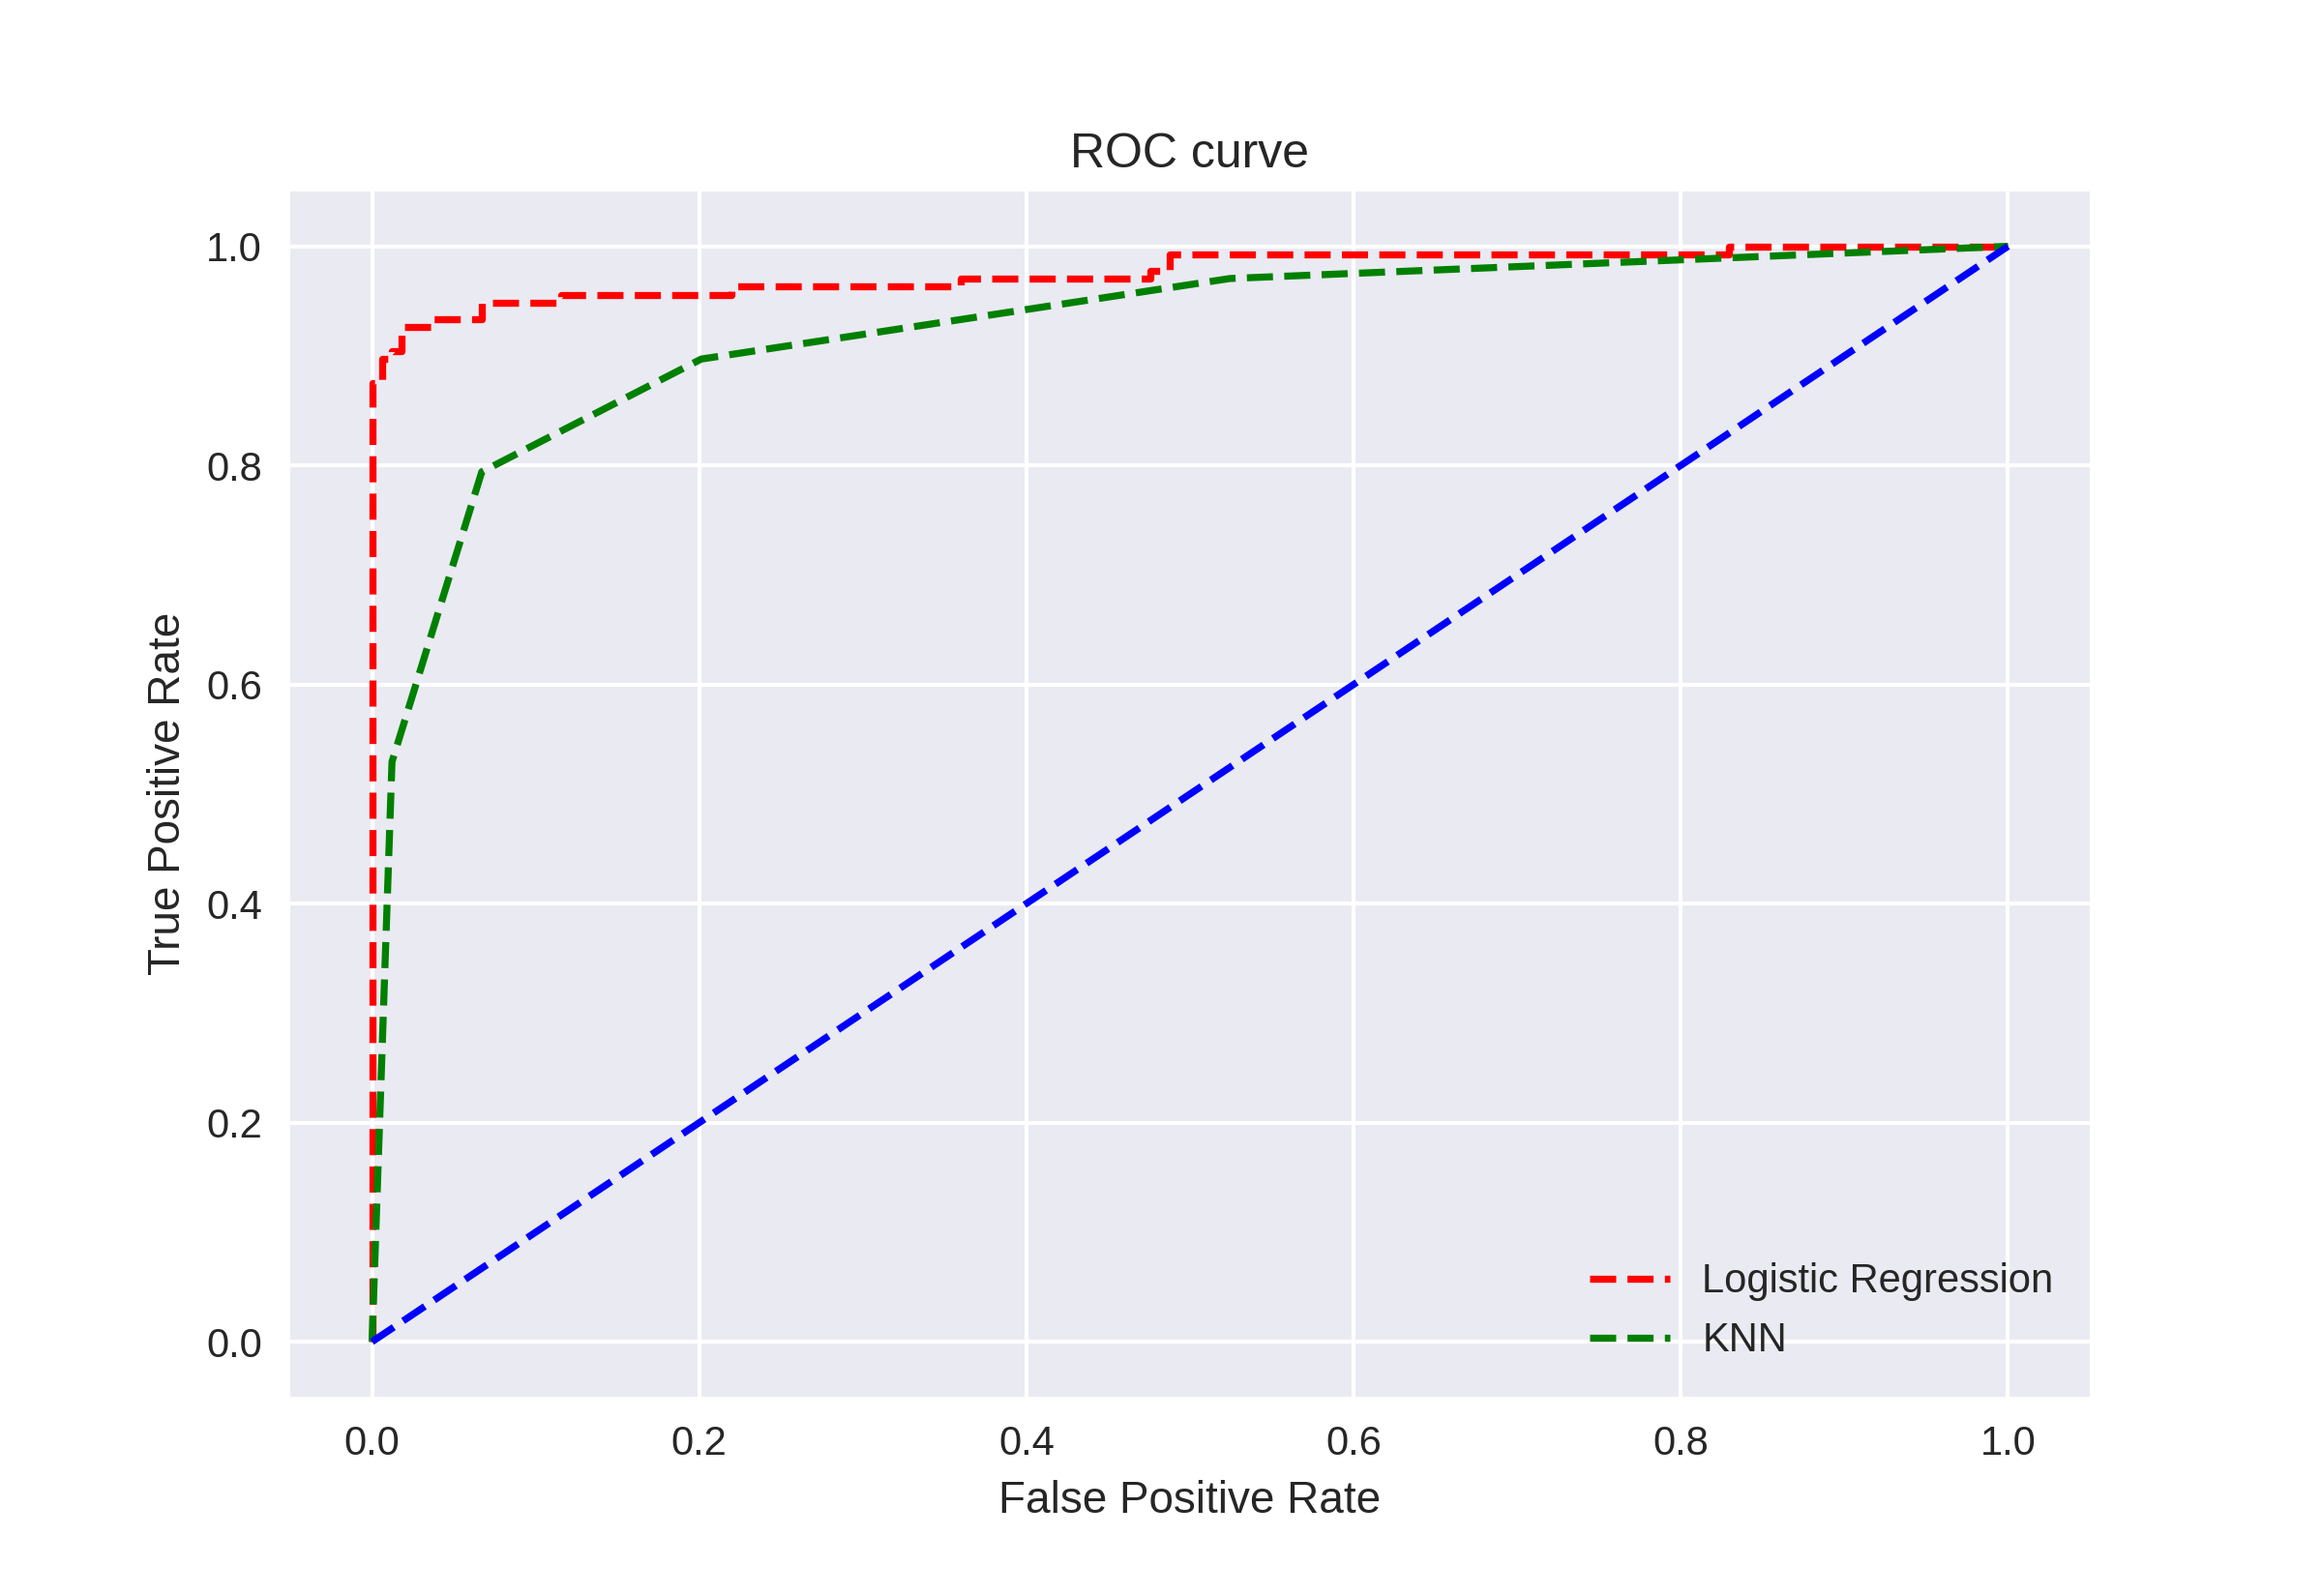 ROC curve
1.0
0.8
0.6
0.4
0.2
0.0
True Positive Rate
Logistic Regression
KNN
0.0 0.2 0.4 0.6 0.8 1.0
False Positive Rate